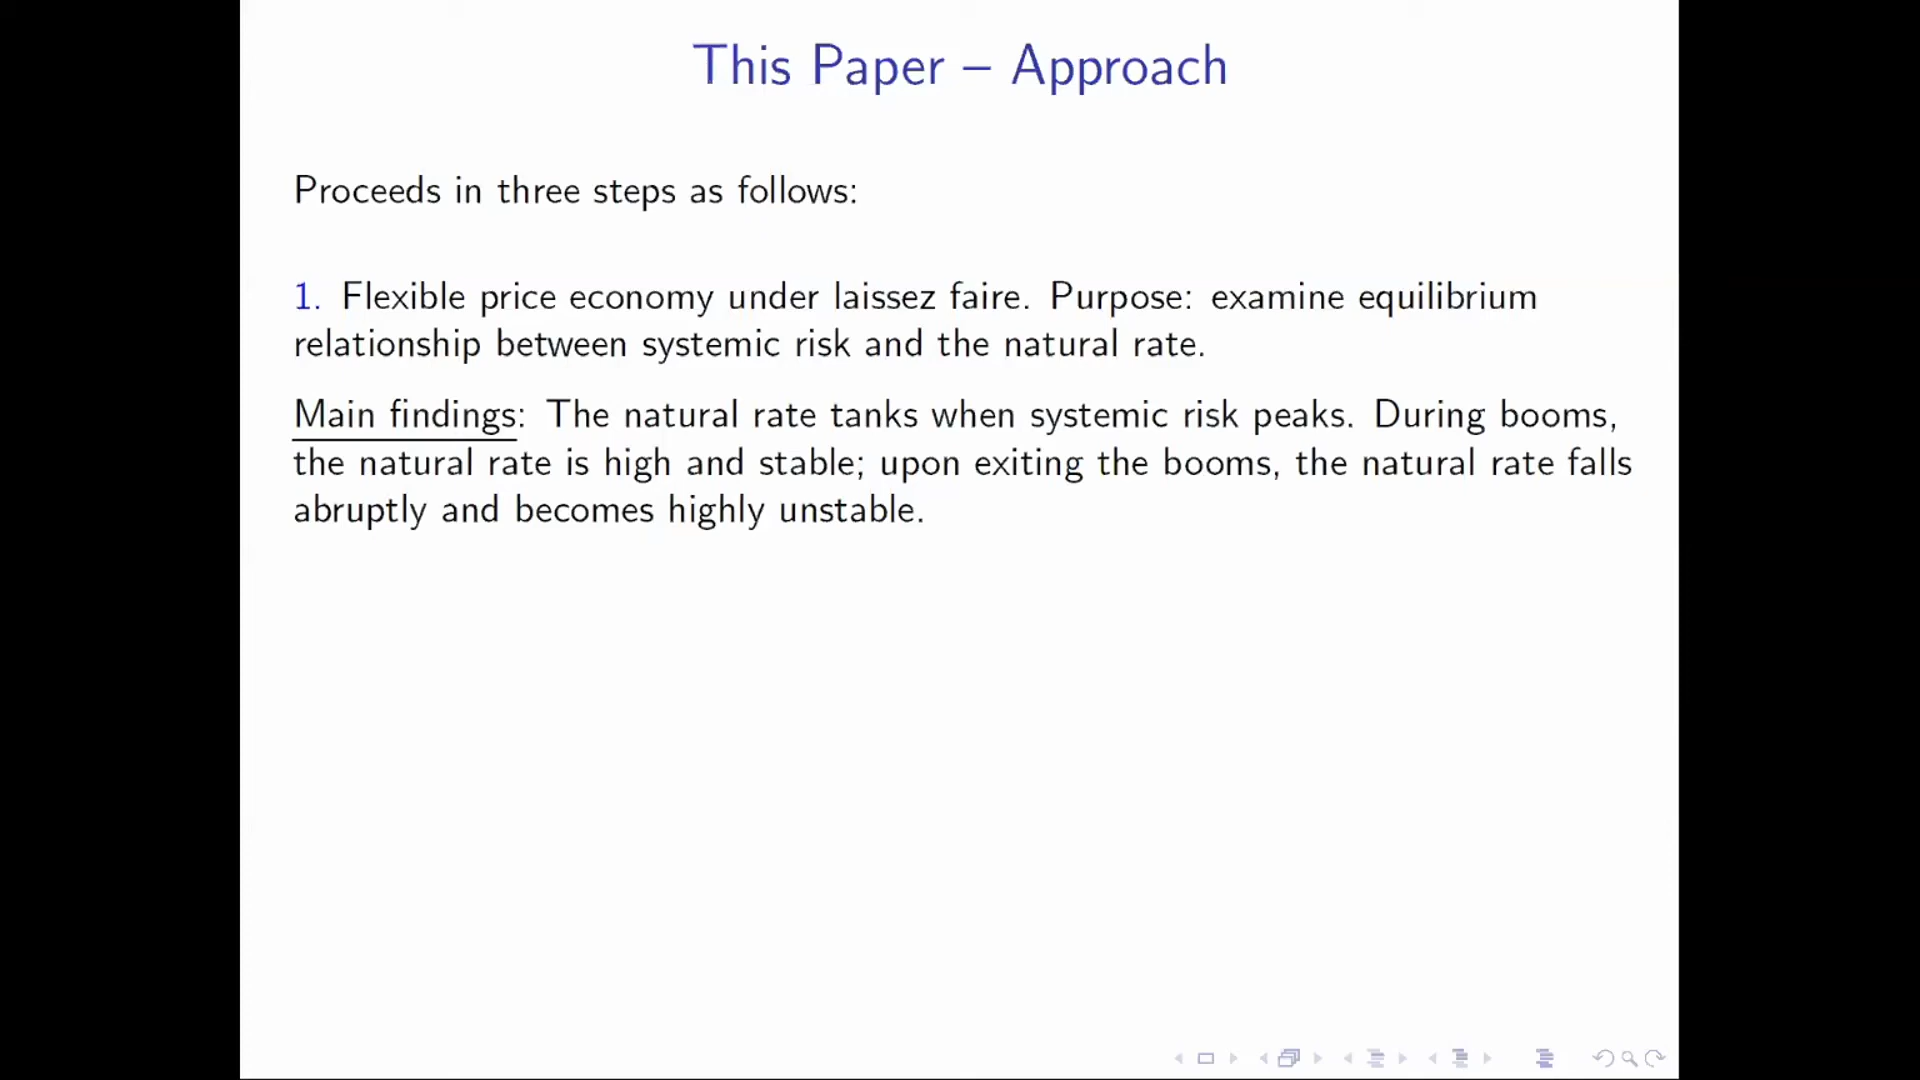 This Paper – Approach
Proceeds in three steps as follows:
1. Flexible price economy under laissez faire. Purpose: examine equilibrium
relationship between systemic risk and the natural rate.
Main findings: The natural rate tanks when systemic risk peaks. During booms,
the natural rate is high and stable; upon exiting the booms, the natural rate falls
abruptly and becomes highly unstable.